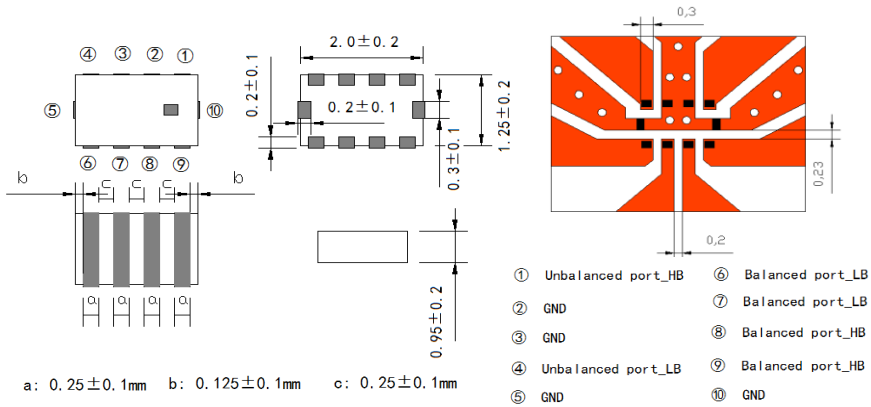 ④ ③ ② ①
⑤ ⑩
⑥ ⑦ ⑧ ⑨
b c c c b
a a a a
2.0±0.2
0.2±0.1
0.2±0.1
0.3±0.1
1.25±0.2
0.95±0.2
0,3
0,23
0,2
① Unbalanced port_HB
② GND
③ GND
④ Unbalanced port_LB
⑤ GND
⑥ Balanced port_LB
⑦ Balanced port_LB
⑧ Balanced port_HB
⑨ Balanced port_HB
⑩ GND
a: 0.25±0.1mm b: 0.125±0.1mm c: 0.25±0.1mm